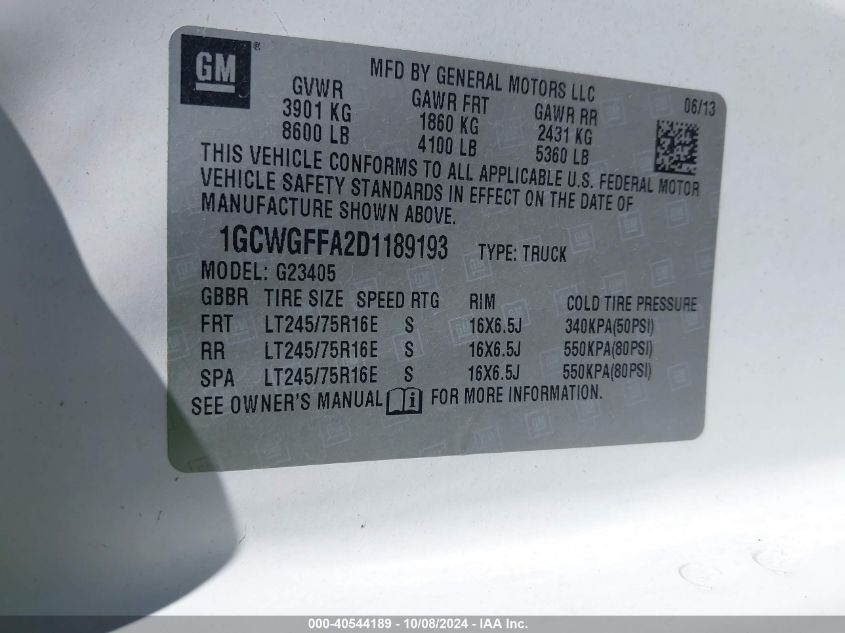 GM ®
MFD BY GENERAL MOTORS LLC
06/13
GVWR GAWR FRT GAWR RR
3901 KG 1860 KG 2431 KG
8600 LB 4100 LB 5360 LB
THIS VEHICLE CONFORMS TO ALL APPLICABLE U.S. FEDERAL MOTOR
VEHICLE SAFETY STANDARDS IN EFFECT ON THE DATE OF
MANUFACTURE SHOWN ABOVE.
1GCWGFFA2D1189193 TYPE: TRUCK
MODEL: G23405
GBBR TIRE SIZE SPEED RTG RIM COLD TIRE PRESSURE
FRT LT245/75R16E S 16X6.5J 340KPA(50PSI)
RR LT245/75R16E S 16X6.5J 550KPA(80PSI)
SPA LT245/75R16E S 16X6.5J 550KPA(80PSI)
SEE OWNER'S MANUAL i FOR MORE INFORMATION.
000-40544189 - 10/08/2024 - IAA Inc.